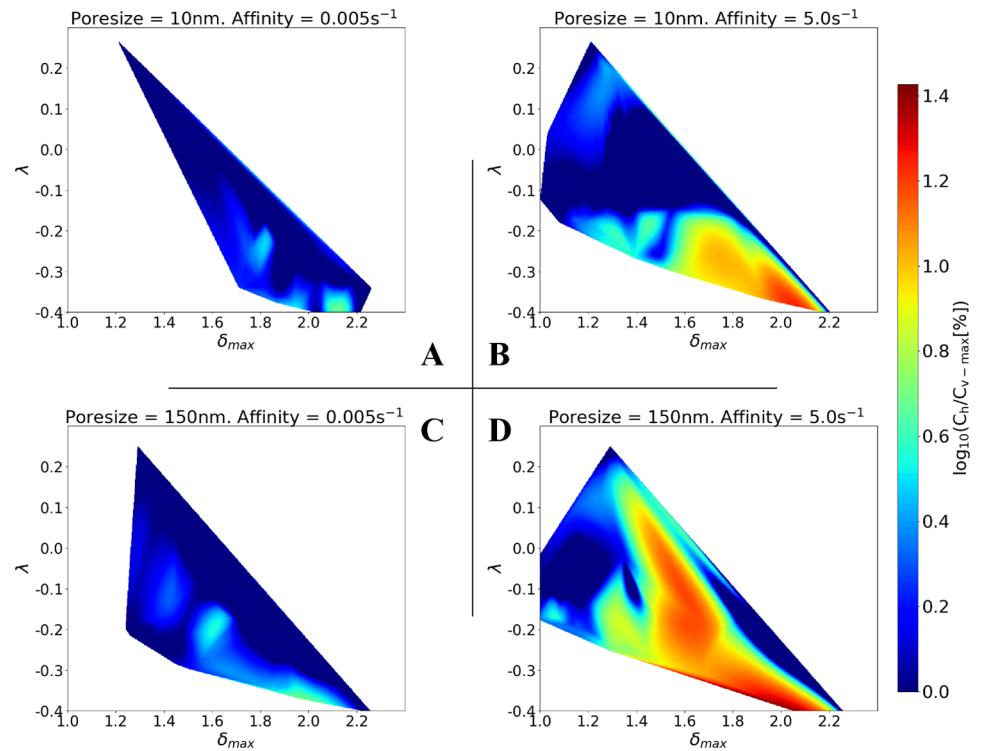 Poresize = 10nm. Affinity = 0.005s⁻¹
Poresize = 10nm. Affinity = 5.0s⁻¹
0.2
0.1
0.0
-0.1
-0.2
-0.3
-0.4
λ
1.0 1.2 1.4 1.6 1.8 2.0 2.2
δmax
0.2
0.1
0.0
-0.1
-0.2
-0.3
-0.4
λ
1.0 1.2 1.4 1.6 1.8 2.0 2.2
δmax
A B
C D
Poresize = 150nm. Affinity = 0.005s⁻¹
Poresize = 150nm. Affinity = 5.0s⁻¹
0.2
0.1
0.0
-0.1
-0.2
-0.3
-0.4
λ
1.0 1.2 1.4 1.6 1.8 2.0 2.2
δmax
0.2
0.1
0.0
-0.1
-0.2
-0.3
-0.4
λ
1.0 1.2 1.4 1.6 1.8 2.0 2.2
δmax
1.4
1.2
1.0
0.8
0.6
0.4
0.2
0.0
log₁₀(Cₕ/Cv−max[%])